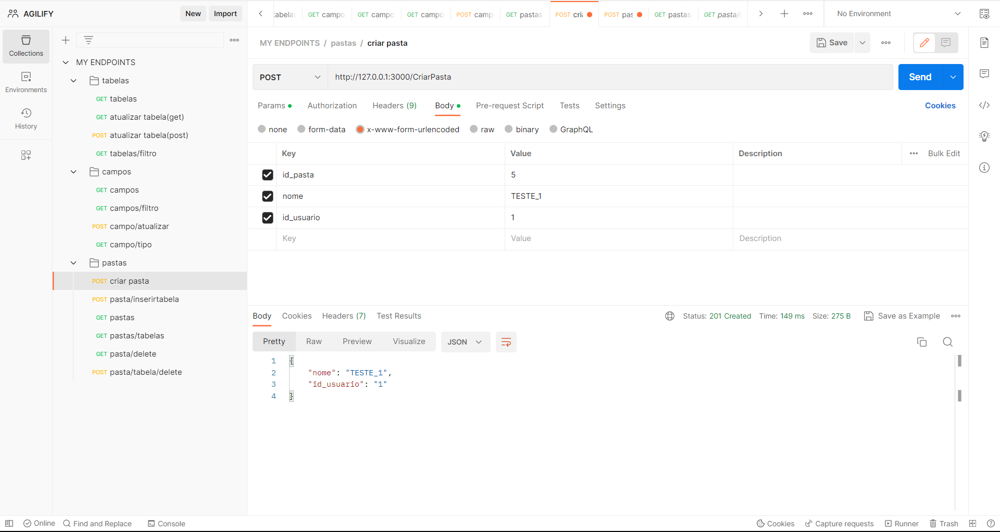 AGILIFY
New
Import
tabelas
GET campo
GET campo
GET campo
POST camp
GET pastas
POST cri
POST pas
GET pastas
GET pasta/
No Environment
Collections
Environments
History
MY ENDPOINTS
tabelas
GET tabelas
GET atualizar tabela(get)
POST atualizar tabela(post)
GET tabelas/filtro
campos
GET campos
GET campos/filtro
POST campo/atualizar
GET campo/tipo
pastas
POST criar pasta
POST pasta/inserirtabela
GET pastas
GET pastas/tabelas
GET pasta/delete
POST pasta/tabela/delete
MY ENDPOINTS / pastas / criar pasta
Save
POST
http://127.0.0.1:3000/CriarPasta
Send
Params
Authorization
Headers (9)
Body
Pre-request Script
Tests
Settings
Cookies
none
form-data
x-www-form-urlencoded
raw
binary
GraphQL
Key Value Description Bulk Edit
id_pasta 5
nome TESTE_1
id_usuario 1
Key Value Description
Body
Cookies
Headers (7)
Test Results
Status: 201 Created Time: 149 ms Size: 275 B
Save as Example
Pretty
Raw
Preview
Visualize
JSON
1 {
2 "nome": "TESTE_1",
3 "id_usuario": "1"
4 }
Online
Find and Replace
Console
Cookies
Capture requests
Runner
Trash